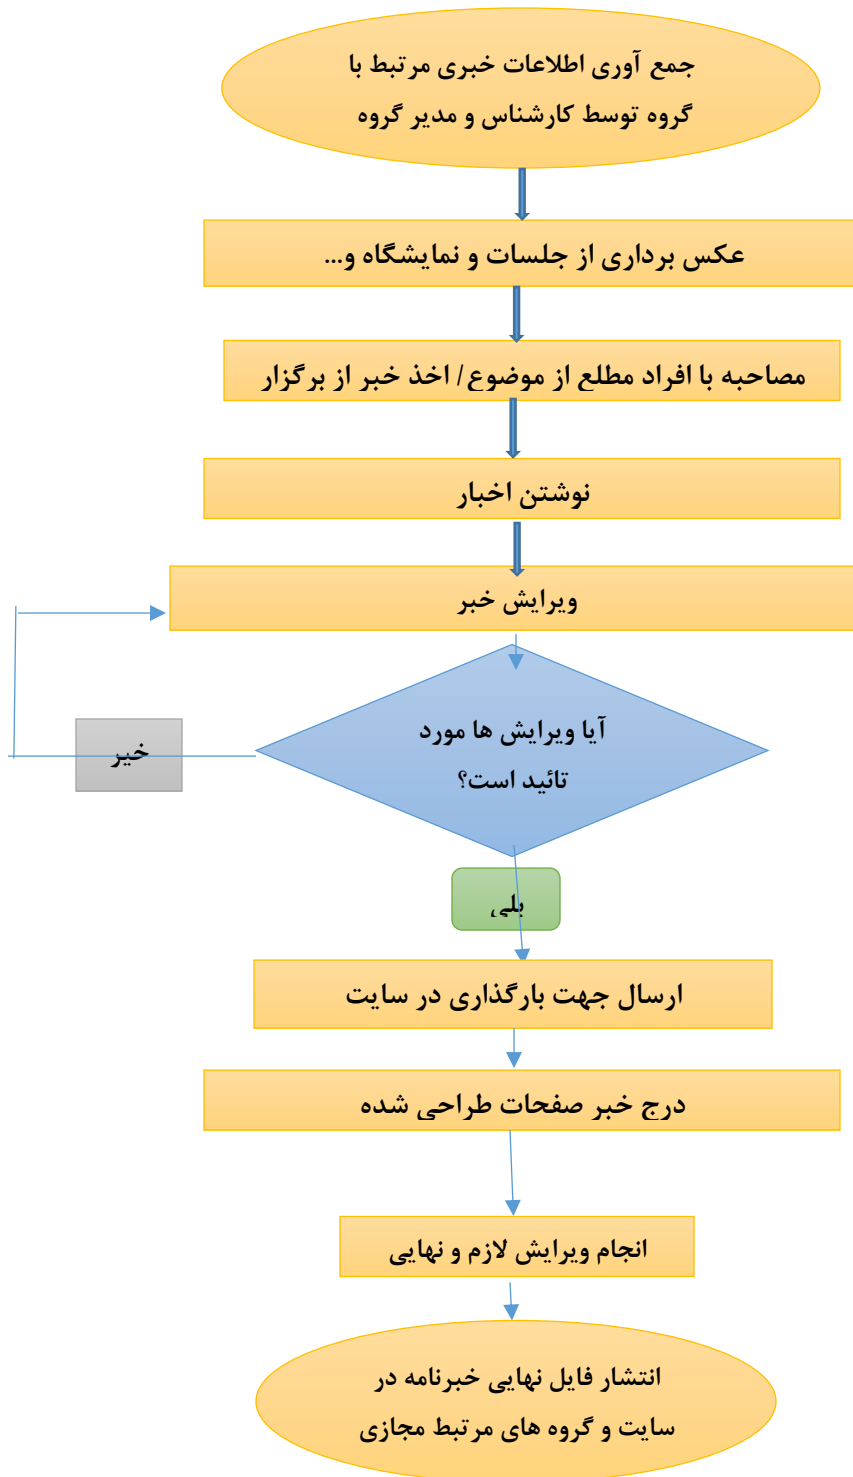 جمع آوری اطلاعات خبری مرتبط با
گروه توسط کارشناس و مدیر گروه
عکس برداری از جلسات و نمایشگاه و...
مصاحبه با افراد مطلع از موضوع/ اخذ خبر از برگزار
نوشتن اخبار
ویرایش خبر
آیا ویرایش ها مورد
تائید است؟
خیر
بلی
ارسال جهت بارگذاری در سایت
درج خبر صفحات طراحی شده
انجام ویرایش لازم و نهایی
انتشار فایل نهایی خبرنامه در
سایت و گروه های مرتبط مجازی